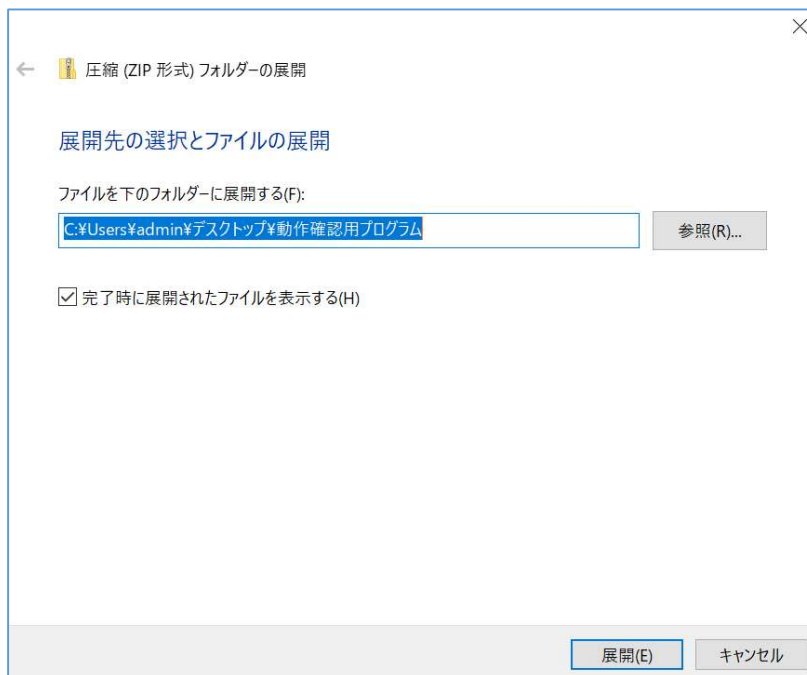 圧縮 (ZIP 形式) フォルダーの展開
展開先の選択とファイルの展開
ファイルを下のフォルダーに展開する(F):
C:¥Users¥admin¥デスクトップ¥動作確認用プログラム
参照(R)...
完了時に展開されたファイルを表示する(H)
展開(E)
キャンセル